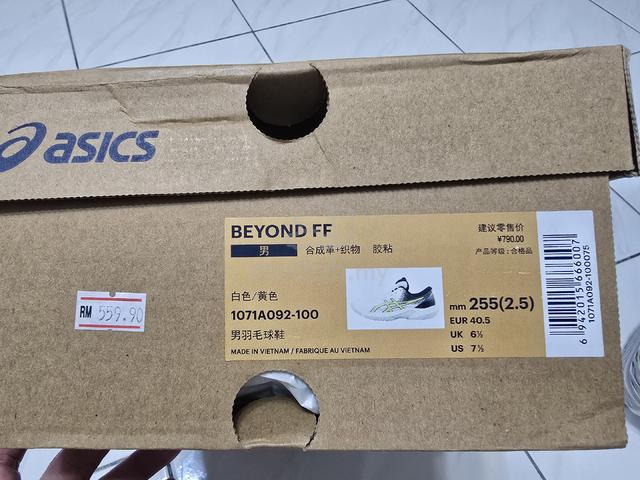 asics
BEYOND FF
男 合成革+织物 胶粘
建议零售价
¥790.00
产品等级：合格品
白色/黄色
1071A092-100
男羽毛球鞋
MADE IN VIETNAM / FABRIQUE AU VIETNAM
mm 255(2.5)
EUR 40.5
UK 6½
US 7½
6 942015 666007
1071A092-100075
RM 559.90